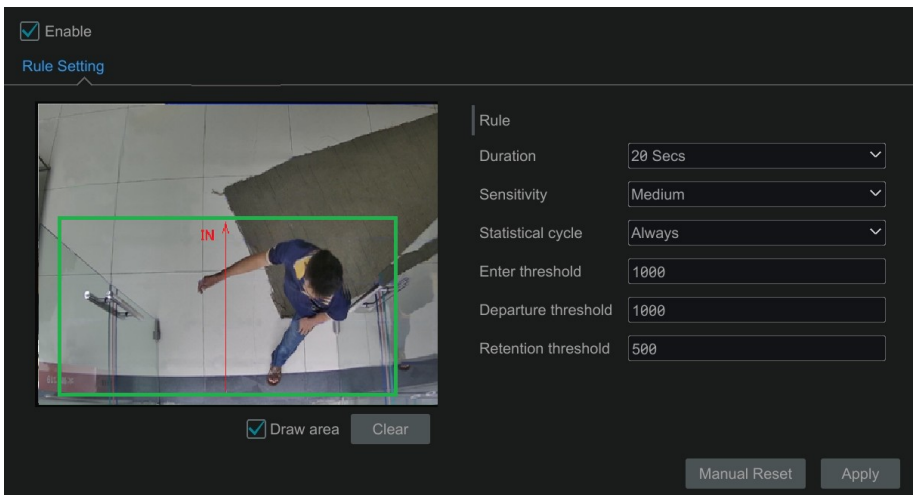 Enable
Rule Setting
IN
Rule
Duration 20 Secs
Sensitivity Medium
Statistical cycle Always
Enter threshold 1000
Departure threshold 1000
Retention threshold 500
Draw area Clear
Manual Reset Apply